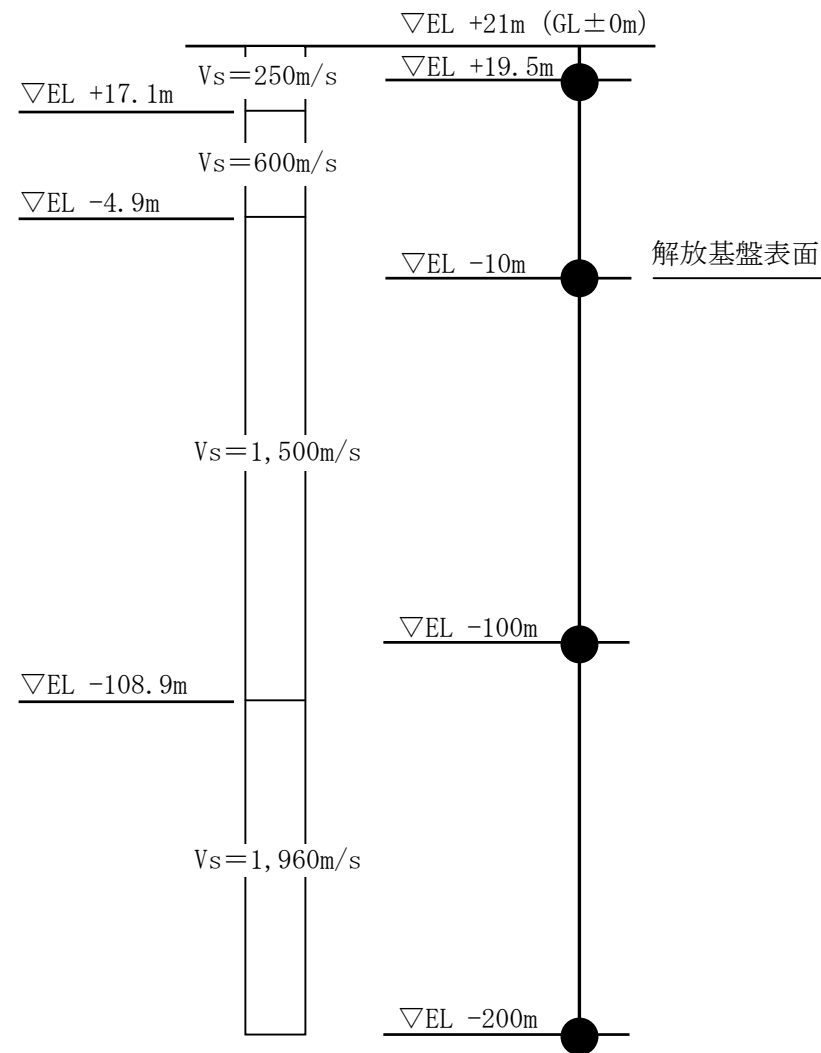 ▽EL +21m (GL±0m)
Vs＝250m/s
▽EL +19.5m
▽EL +17.1m
Vs＝600m/s
▽EL -4.9m
▽EL -10m
解放基盤表面
Vs＝1,500m/s
▽EL -100m
▽EL -108.9m
Vs＝1,960m/s
▽EL -200m